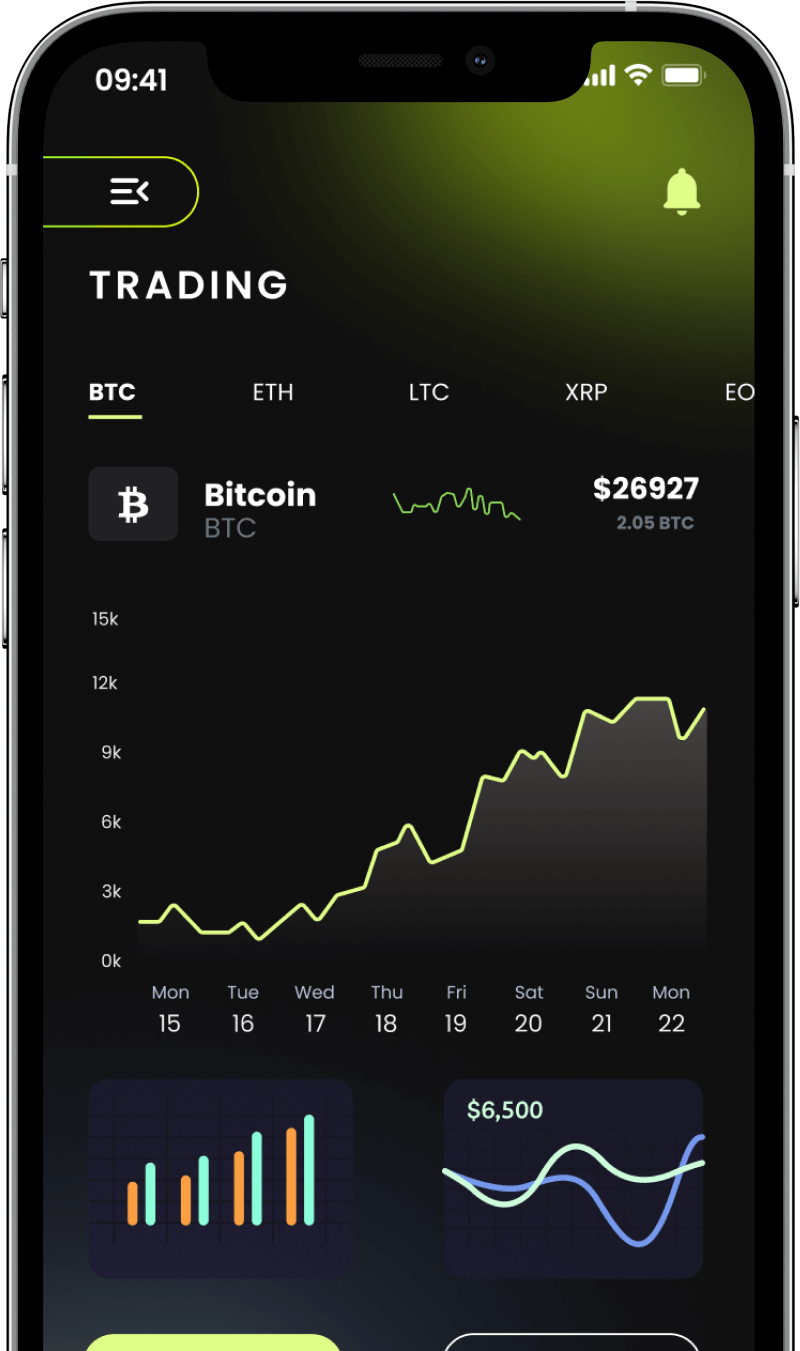 09:41
TRADING
BTC ETH LTC XRP EO
Bitcoin
BTC
$26927
2.05 BTC
15k
12k
9k
6k
3k
0k
Mon Tue Wed Thu Fri Sat Sun Mon
15 16 17 18 19 20 21 22
$6,500